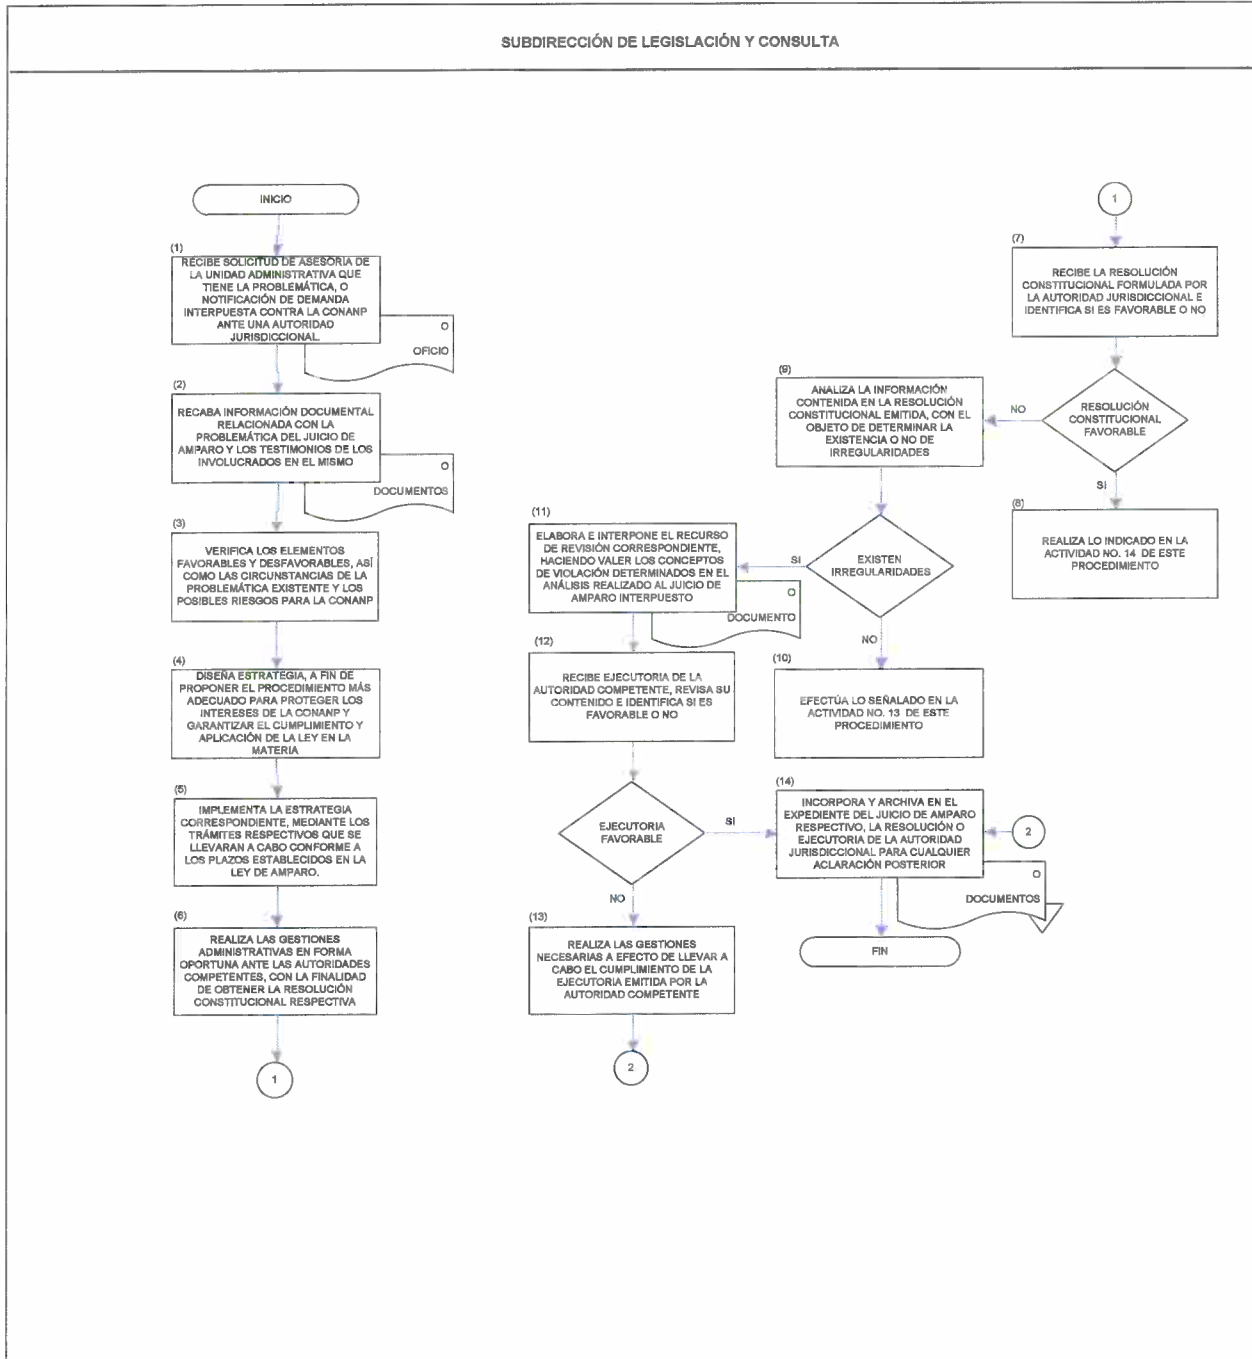 SUBDIRECCIÓN DE LEGISLACIÓN Y CONSULTA
INICIO
(1)
RECIBE SOLICITUD DE ASESORIA DE
LA UNIDAD ADMINISTRATIVA QUE
TIENE LA PROBLEMÁTICA, O
NOTIFICACIÓN DE DEMANDA
INTERPUESTA CONTRA LA CONANP
ANTE UNA AUTORIDAD
JURISDICCIONAL.
O
OFICIO
(2)
RECABA INFORMACIÓN DOCUMENTAL
RELACIONADA CON LA
PROBLEMÁTICA DEL JUICIO DE
AMPARO Y LOS TESTIMONIOS DE LOS
INVOLUCRADOS EN EL MISMO
O
DOCUMENTOS
(3)
VERIFICA LOS ELEMENTOS
FAVORABLES Y DESFAVORABLES, ASÍ
COMO LAS CIRCUNSTANCIAS DE LA
PROBLEMÁTICA EXISTENTE Y LOS
POSIBLES RIESGOS PARA LA CONANP
(4)
DISEÑA ESTRATEGIA, A FIN DE
PROPONER EL PROCEDIMIENTO MÁS
ADECUADO PARA PROTEGER LOS
INTERESES DE LA CONANP Y
GARANTIZAR EL CUMPLIMIENTO Y
APLICACIÓN DE LA LEY EN LA
MATERIA
(5)
IMPLEMENTA LA ESTRATEGIA
CORRESPONDIENTE, MEDIANTE LOS
TRÁMITES RESPECTIVOS QUE SE
LLEVARAN A CABO CONFORME A
LOS PLAZOS ESTABLECIDOS EN LA
LEY DE AMPARO.
(6)
REALIZA LAS GESTIONES
ADMINISTRATIVAS EN FORMA
OPORTUNA ANTE LAS AUTORIDADES
COMPETENTES, CON LA FINALIDAD
DE OBTENER LA RESOLUCIÓN
CONSTITUCIONAL RESPECTIVA
1
1
(7)
RECIBE LA RESOLUCIÓN
CONSTITUCIONAL FORMULADA POR
LA AUTORIDAD JURISDICCIONAL E
IDENTIFICA SI ES FAVORABLE O NO
RESOLUCIÓN
CONSTITUCIONAL
FAVORABLE
NO
SI
(8)
REALIZA LO INDICADO EN LA
ACTIVIDAD NO. 14 DE ESTE
PROCEDIMIENTO
(9)
ANALIZA LA INFORMACIÓN
CONTENIDA EN LA RESOLUCIÓN
CONSTITUCIONAL EMITIDA, CON EL
OBJETO DE DETERMINAR LA
EXISTENCIA O NO DE
IRREGULARIDADES
EXISTEN
IRREGULARIDADES
SI
NO
(10)
EFECTÚA LO SEÑALADO EN LA
ACTIVIDAD NO. 13 DE ESTE
PROCEDIMIENTO
(11)
ELABORA E INTERPONE EL RECURSO
DE REVISIÓN CORRESPONDIENTE,
HACIENDO VALER LOS CONCEPTOS
DE VIOLACIÓN DETERMINADOS EN EL
ANÁLISIS REALIZADO AL JUICIO DE
AMPARO INTERPUESTO
O
DOCUMENTO
(12)
RECIBE EJECUTORIA DE LA
AUTORIDAD COMPETENTE, REVISA SU
CONTENIDO E IDENTIFICA SI ES
FAVORABLE O NO
EJECUTORIA
FAVORABLE
SI
NO
(13)
REALIZA LAS GESTIONES
NECESARIAS A EFECTO DE LLEVAR A
CABO EL CUMPLIMIENTO DE LA
EJECUTORIA EMITIDA POR LA
AUTORIDAD COMPETENTE
2
(14)
INCORPORA Y ARCHIVA EN EL
EXPEDIENTE DEL JUICIO DE AMPARO
RESPECTIVO, LA RESOLUCIÓN O
EJECUTORIA DE LA AUTORIDAD
JURISDICCIONAL PARA CUALQUIER
ACLARACIÓN POSTERIOR
2
O
DOCUMENTOS
FIN